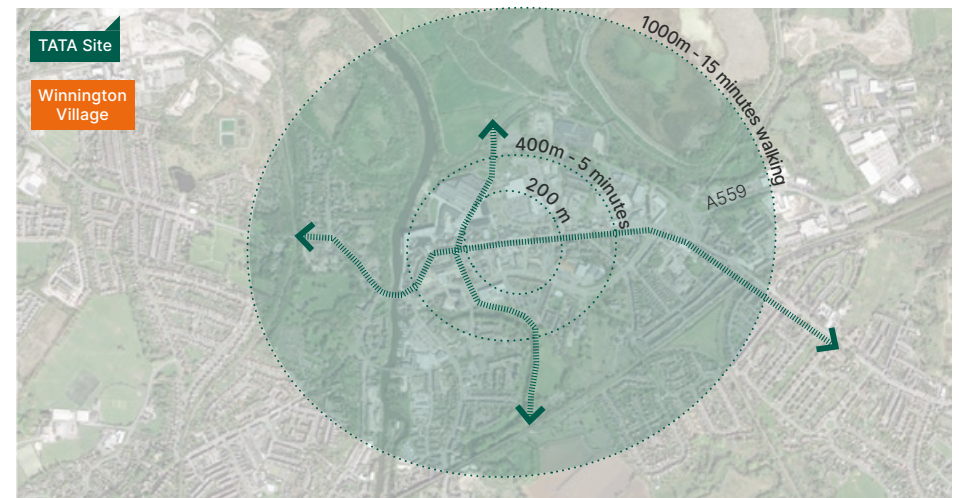 TATA Site
Winnington
Village
1000m - 15 minutes walking
400m - 5 minutes
200 m
A559